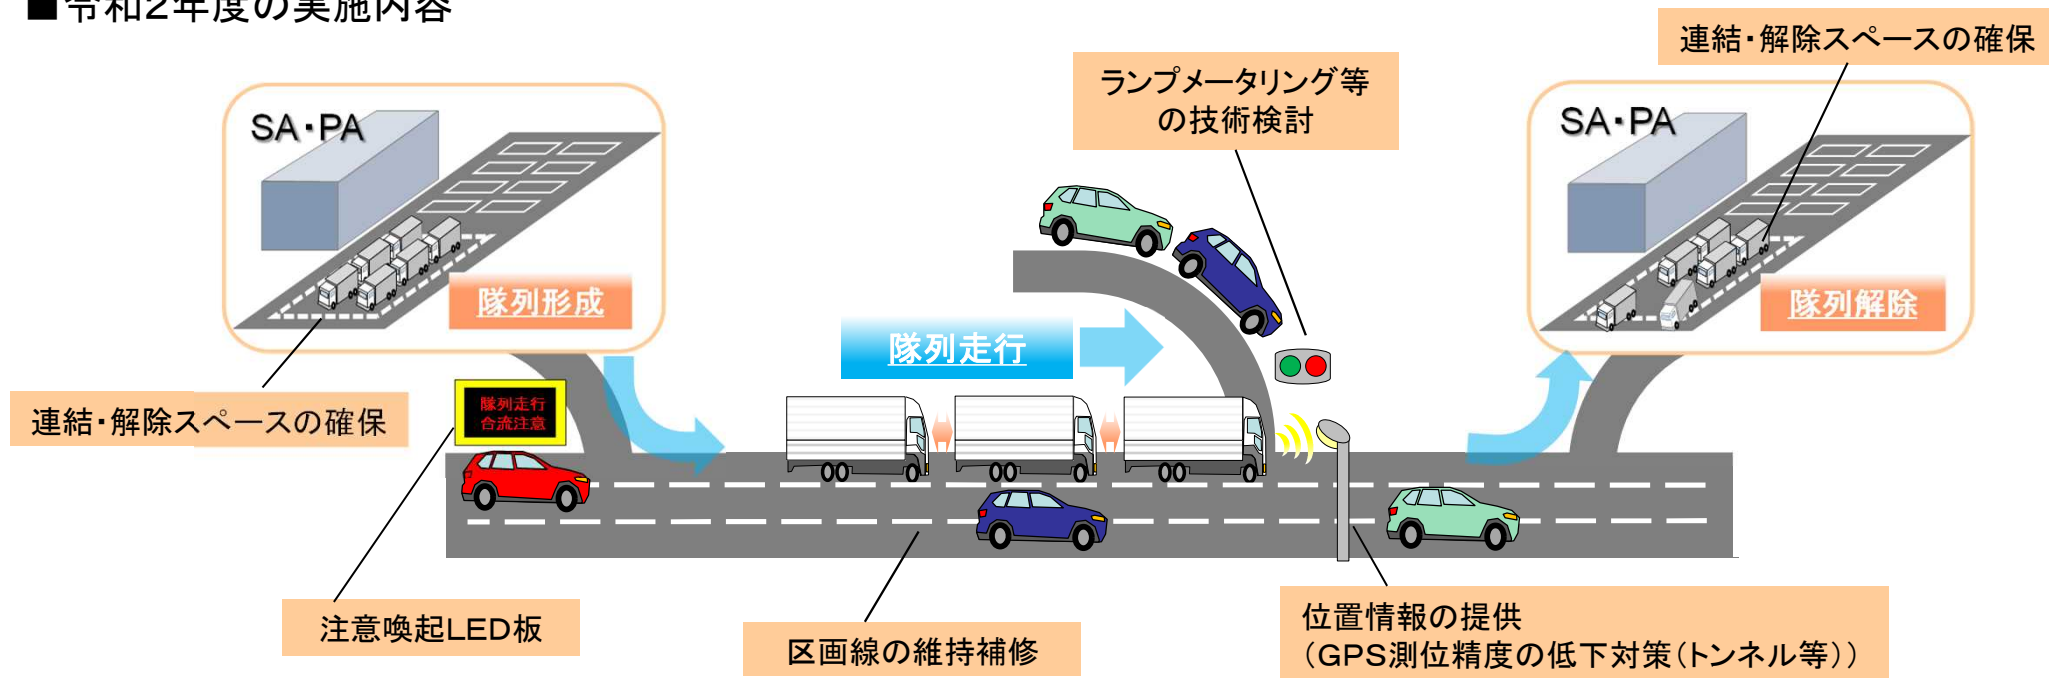 ■令和2年度の実施内容
連結・解除スペースの確保
ランプメータリング等
の技術検討
SA・PA
SA・PA
隊列形成
隊列解除
隊列走行
連結・解除スペースの確保
隊列走行
合流注意
注意喚起LED板
区画線の維持補修
位置情報の提供
（GPS測位精度の低下対策（トンネル等））